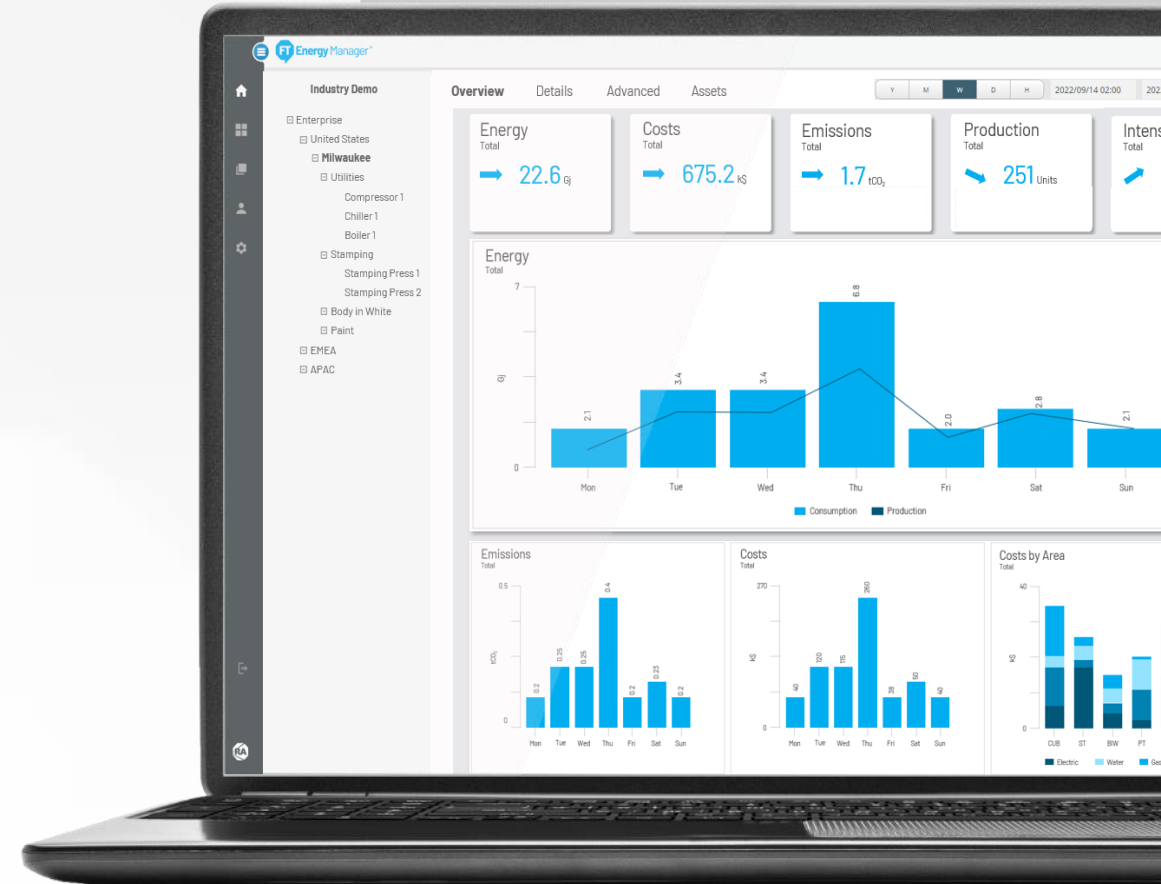 FT Energy Manager™
Industry Demo
Enterprise
United States
Milwaukee
Utilities
Compressor 1
Chiller 1
Boiler 1
Stamping
Stamping Press 1
Stamping Press 2
Body in White
Paint
EMEA
APAC
RA
Overview Details Advanced Assets
Y M W D H 2022/09/14 02:00 202
Energy
Total
22.6 Gj
Costs
Total
675.2 k$
Emissions
Total
1.7 tCO₂
Production
Total
251 Units
Intens
Total
Energy
Total
7
Gj
0
2.1 3.4 3.4 6.8 2.0 2.8 2.1
Mon Tue Wed Thu Fri Sat Sun
Consumption Production
Emissions
Total
0.5
tCO₂
0
0.2 0.25 0.25 0.4 0.2 0.23 0.2
Mon Tue Wed Thu Fri Sat Sun
Costs
Total
270
k$
0
40 120 115 260 39 50 40
Mon Tue Wed Thu Fri Sat Sun
Costs by Area
Total
40
k$
0
CUB ST BIW PT
Electric Water Gas